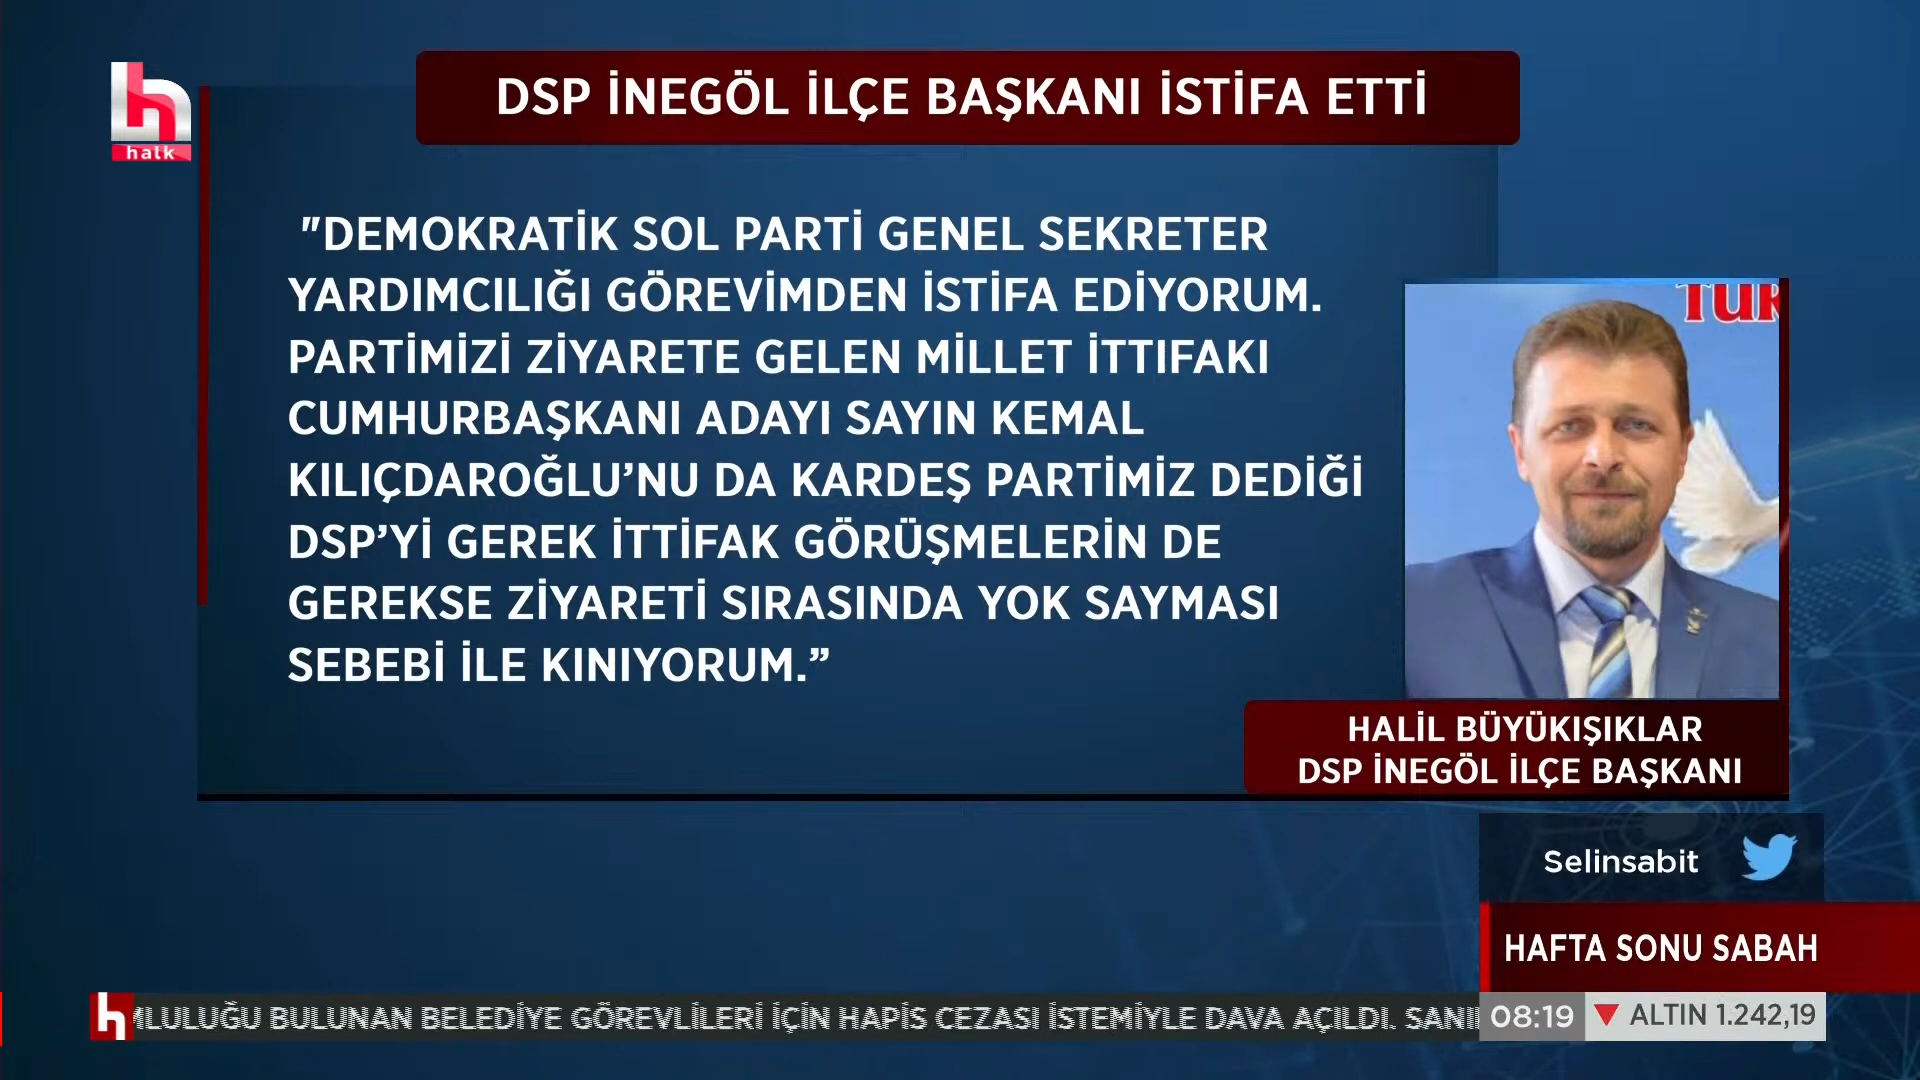 h
halk
DSP İNEGÖL İLÇE BAŞKANI İSTİFA ETTİ
"DEMOKRATİK SOL PARTİ GENEL SEKRETER
YARDIMCILIĞI GÖREVİMDEN İSTİFA EDİYORUM.
PARTİMİZİ ZİYARETE GELEN MİLLET İTTIFAKI
CUMHURBAŞKANI ADAYI SAYIN KEMAL
KILIÇDAROĞLU’NU DA KARDEŞ PARTİMİZ DEDİĞİ
DSP’Yİ GEREK İTTİFAK GÖRÜŞMELERİN DE
GEREKSE ZİYARETİ SIRASINDA YOK SAYMASI
SEBEBİ İLE KINIYORUM.”
HALİL BÜYÜKIŞIKLAR
DSP İNEGÖL İLÇE BAŞKANI
Selinsabit
HAFTA SONU SABAH
h
BULUNAN BELEDİYE GÖREVLİLERİ İÇİN HAPİS CEZASI İSTEMİYLE DAVA AÇILDI.
08:19 ▼ ALTIN 1.242,19